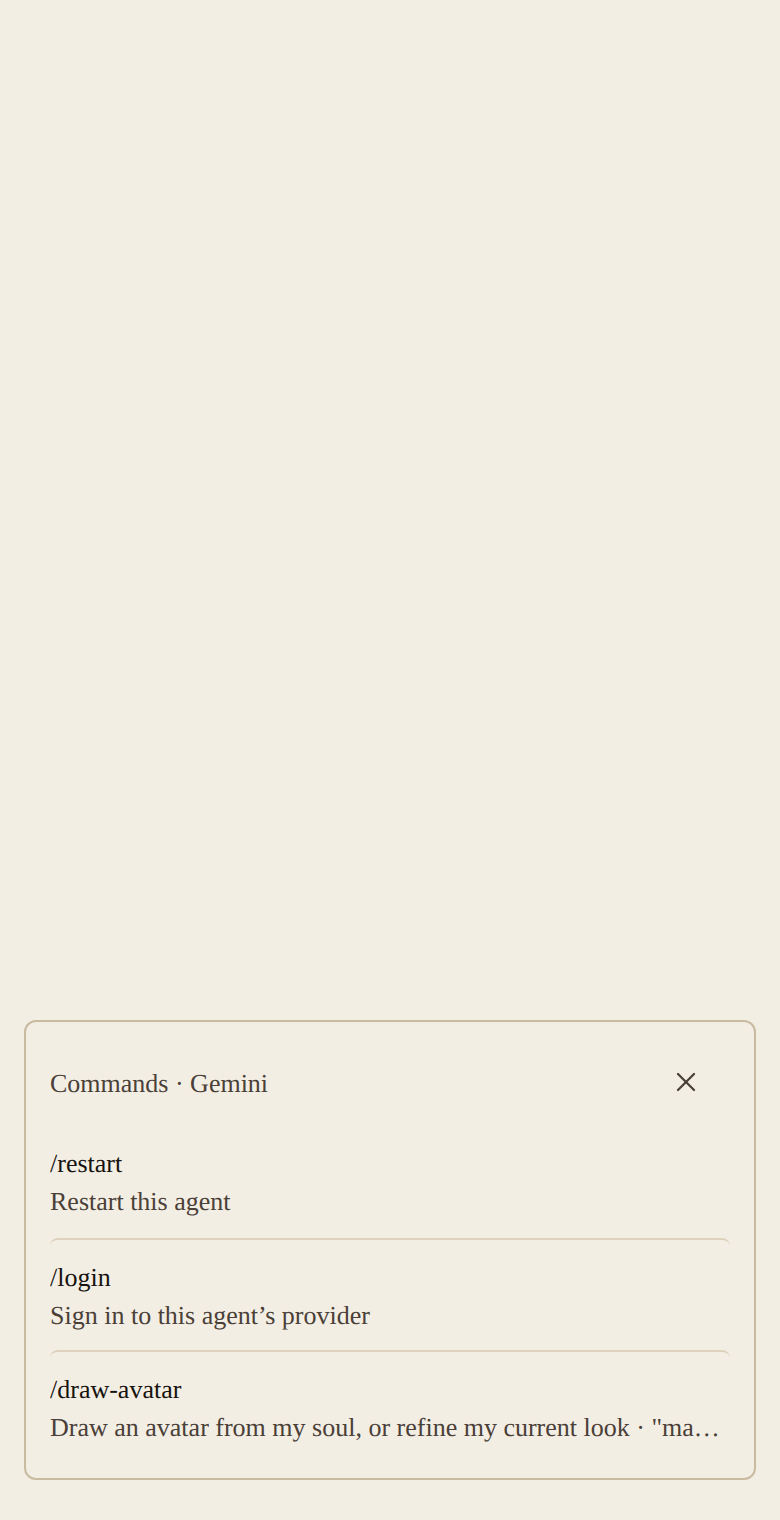 Commands · Gemini
/restart
Restart this agent
/login
Sign in to this agent’s provider
/draw-avatar
Draw an avatar from my soul, or refine my current look · "ma…